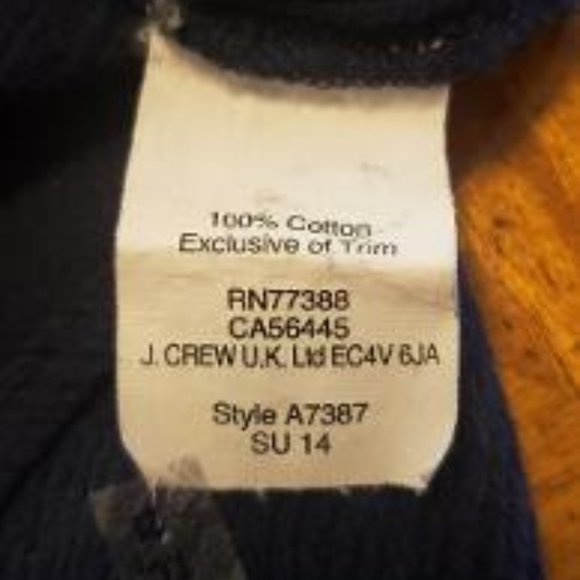 100% Cotton
Exclusive of Trim
RN77388
CA56445
J. CREW U.K. Ltd EC4V 6JA
Style A7387
SU 14